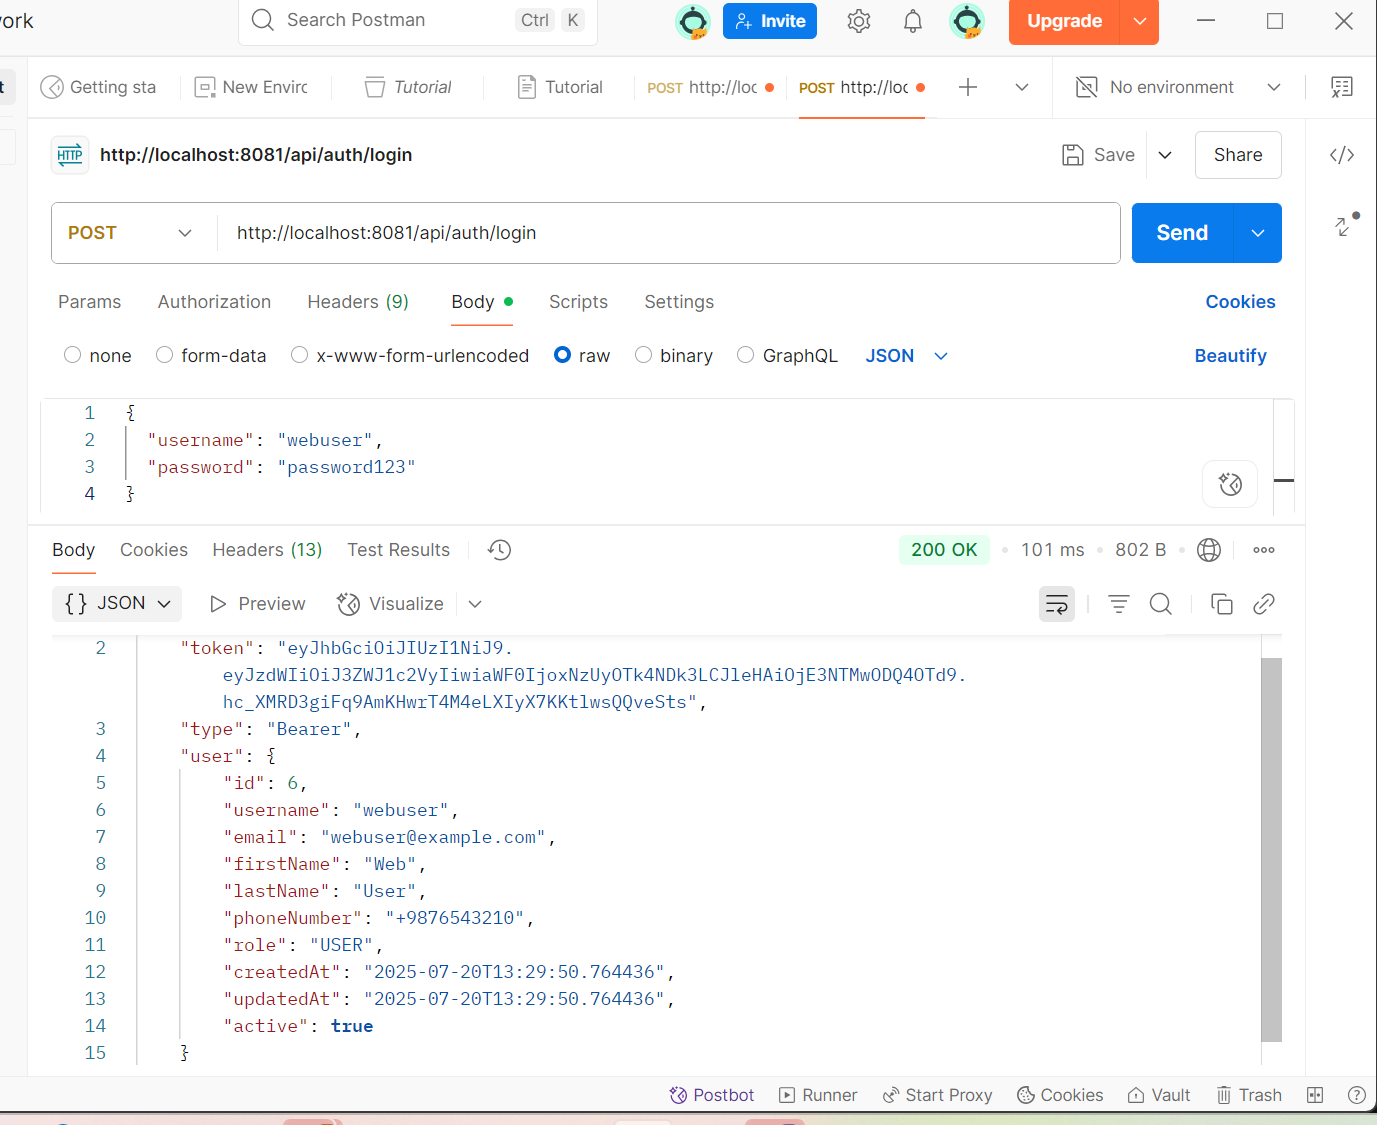 ork
Search Postman Ctrl K
Invite
Upgrade
t
Getting sta
New Envir
Tutorial
Tutorial
POST http://loc
POST http://loc
No environment
HTTP http://localhost:8081/api/auth/login
Save
Share
</>
POST http://localhost:8081/api/auth/login
Send
Params Authorization Headers (9) Body Scripts Settings Cookies
none form-data x-www-form-urlencoded raw binary GraphQL JSON Beautify
1 {
2 "username": "webuser",
3 "password": "password123"
4 }
Body Cookies Headers (13) Test Results 200 OK 101 ms 802 B
{} JSON Preview Visualize
2 "token": "eyJhbGciOiJIUzI1NiJ9.
eyJzdWIiOiJ3ZWJ1c2VyIiwiaWF0IjoxNzUyOTk4NDk3LCJleHAiOjE3NTMwODQ4OTd9.
hc_XMRD3giFq9AmKHwrT4M4eLXIyX7KKtlwsQQveSts",
3 "type": "Bearer",
4 "user": {
5 "id": 6,
6 "username": "webuser",
7 "email": "webuser@example.com",
8 "firstName": "Web",
9 "lastName": "User",
10 "phoneNumber": "+9876543210",
11 "role": "USER",
12 "createdAt": "2025-07-20T13:29:50.764436",
13 "updatedAt": "2025-07-20T13:29:50.764436",
14 "active": true
15 }
Postbot Runner Start Proxy Cookies Vault Trash